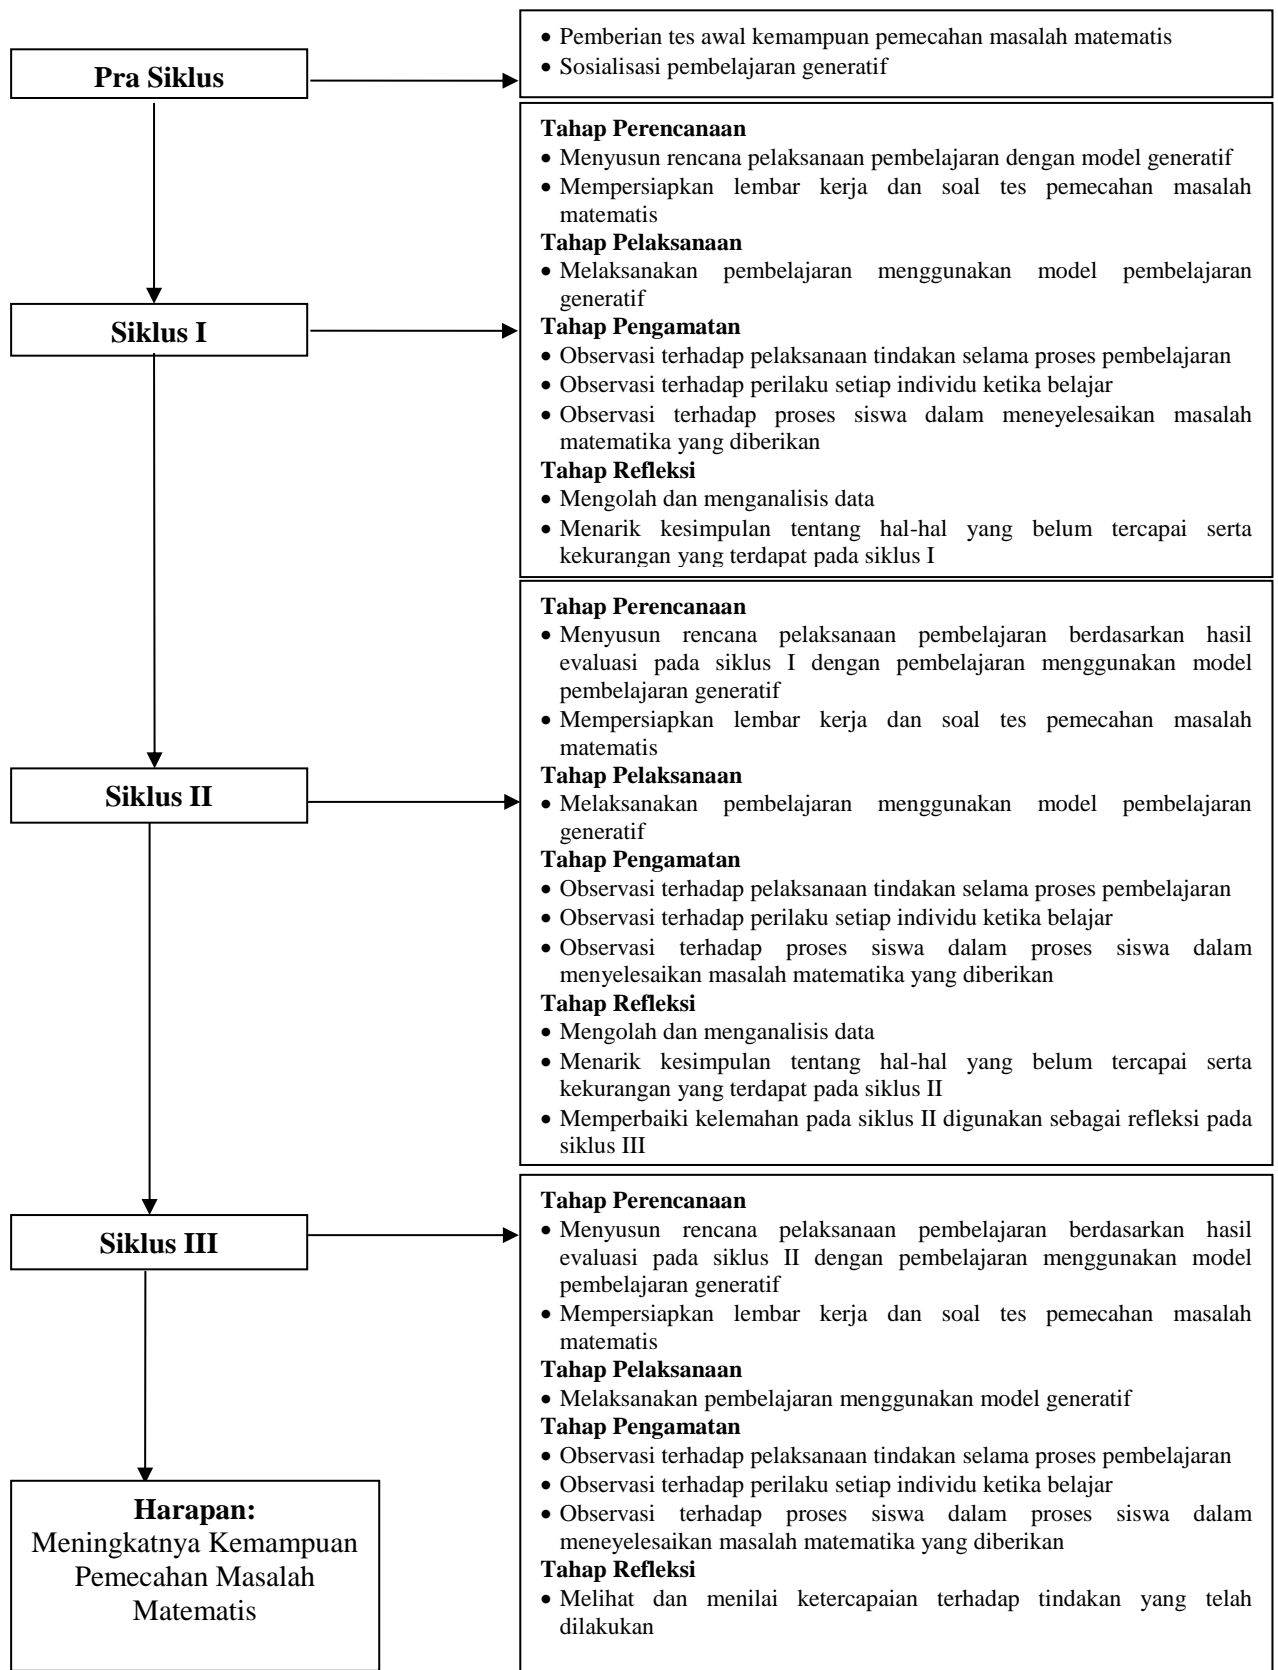 • Pemberian tes awal kemampuan pemecahan masalah matematis
• Sosialisasi pembelajaran generatif
Pra Siklus
Tahap Perencanaan
• Menyusun rencana pelaksanaan pembelajaran dengan model generatif
• Mempersiapkan lembar kerja dan soal tes pemecahan masalah
matematis
Tahap Pelaksanaan
• Melaksanakan pembelajaran menggunakan model pembelajaran
generatif
Tahap Pengamatan
• Observasi terhadap pelaksanaan tindakan selama proses pembelajaran
• Observasi terhadap perilaku setiap individu ketika belajar
• Observasi terhadap proses siswa dalam meneyelesaikan masalah
matematika yang diberikan
Tahap Refleksi
• Mengolah dan menganalisis data
• Menarik kesimpulan tentang hal-hal yang belum tercapai serta
kekurangan yang terdapat pada siklus I
Siklus I
Tahap Perencanaan
• Menyusun rencana pelaksanaan pembelajaran berdasarkan hasil
evaluasi pada siklus I dengan pembelajaran menggunakan model
pembelajaran generatif
• Mempersiapkan lembar kerja dan soal tes pemecahan masalah
matematis
Tahap Pelaksanaan
• Melaksanakan pembelajaran menggunakan model pembelajaran
generatif
Tahap Pengamatan
• Observasi terhadap pelaksanaan tindakan selama proses pembelajaran
• Observasi terhadap perilaku setiap individu ketika belajar
• Observasi terhadap proses siswa dalam proses siswa dalam
menyelesaikan masalah matematika yang diberikan
Tahap Refleksi
• Mengolah dan menganalisis data
• Menarik kesimpulan tentang hal-hal yang belum tercapai serta
kekurangan yang terdapat pada siklus II
• Memperbaiki kelemahan pada siklus II digunakan sebagai refleksi pada
siklus III
Siklus II
Tahap Perencanaan
• Menyusun rencana pelaksanaan pembelajaran berdasarkan hasil
evaluasi pada siklus II dengan pembelajaran menggunakan model
pembelajaran generatif
• Mempersiapkan lembar kerja dan soal tes pemecahan masalah
matematis
Tahap Pelaksanaan
• Melaksanakan pembelajaran menggunakan model generatif
Tahap Pengamatan
• Observasi terhadap pelaksanaan tindakan selama proses pembelajaran
• Observasi terhadap perilaku setiap individu ketika belajar
• Observasi terhadap proses siswa dalam proses siswa dalam
meneyelesaikan masalah matematika yang diberikan
Tahap Refleksi
• Melihat dan menilai ketercapaian terhadap tindakan yang telah
dilakukan
Siklus III
Harapan:
Meningkatnya Kemampuan
Pemecahan Masalah
Matematis